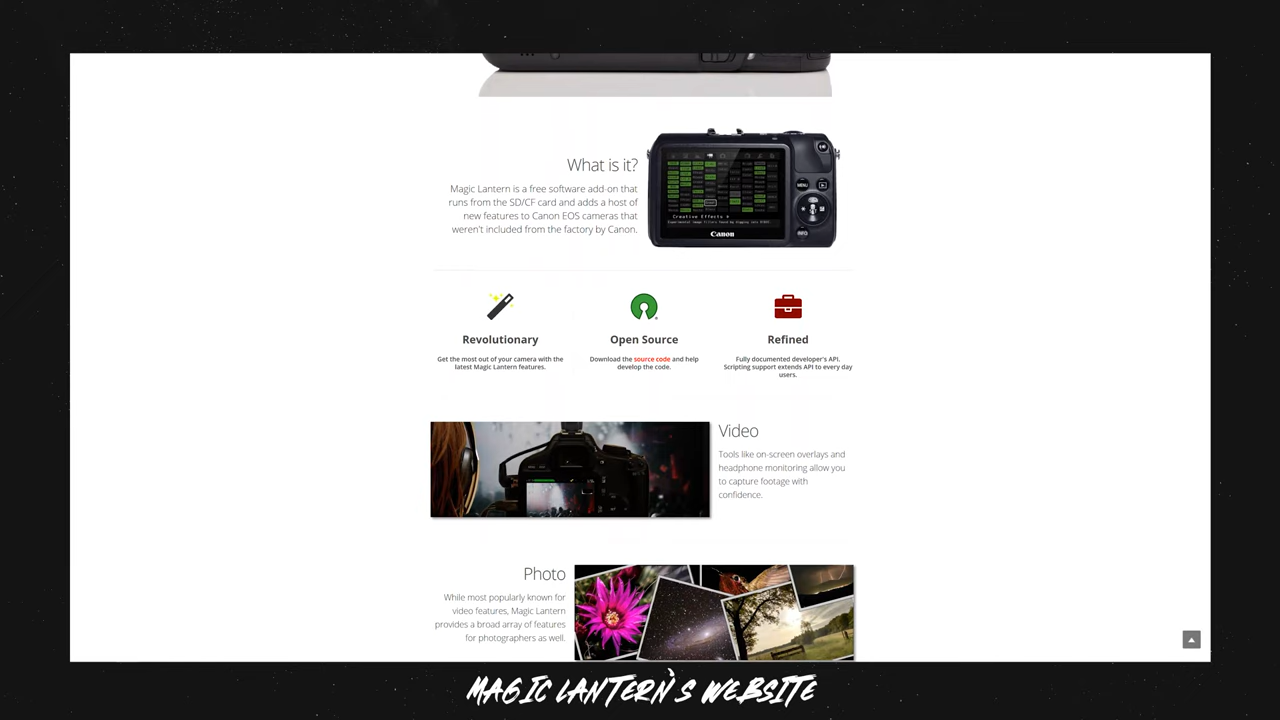 What is it?
Magic Lantern is a free software add-on that
runs from the SD/CF card and adds a host of
new features to Canon EOS cameras that
weren't included from the factory by Canon.
MENU
INFO
Creative Effects
Canon
Revolutionary
Get the most out of your camera with the
latest Magic Lantern features.
Open Source
Download the source code and help
develop the code.
Refined
Fully documented developer's API.
Scripting support extends API to every day
users.
Video
Tools like on-screen overlays and
headphone monitoring allow you
to capture footage with
confidence.
Photo
While most popularly known for
video features, Magic Lantern
provides a broad array of features
for photographers as well.
MAGIC LANTERN'S WEBSITE